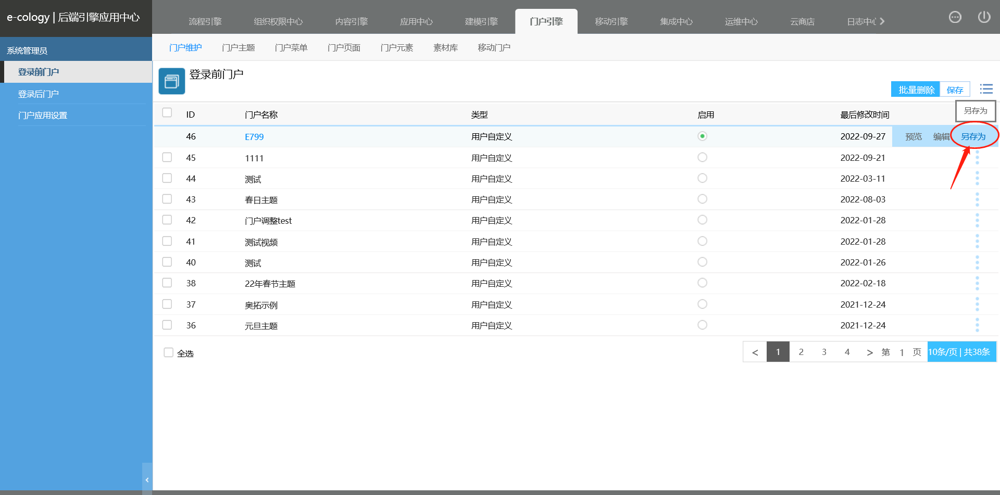 e-cology | 后端引擎应用中心
流程引擎 组织权限中心 内容引擎 应用中心 建模引擎 门户引擎 移动引擎 集成中心 运维中心 云商店 日志中心
系统管理员
门户维护 门户主题 门户菜单 门户页面 门户元素 素材库 移动门户
登录前门户
登录后门户
门户应用设置
登录前门户
批量删除 保存
另存为
ID 门户名称 类型 启用 最后修改时间
46 E799 用户自定义 2022-09-27 预览 编辑 另存为
45 1111 用户自定义 2022-09-21
44 测试 用户自定义 2022-03-11
43 春日主题 用户自定义 2022-08-03
42 门户调整test 用户自定义 2022-01-28
41 测试视频 用户自定义 2022-01-28
40 测试 用户自定义 2022-01-26
38 22年春节主题 用户自定义 2022-02-18
37 奥拓示例 用户自定义 2021-12-24
36 元旦主题 用户自定义 2021-12-24
全选
< 1 2 3 4 > 第 1 页 10条/页 | 共38条